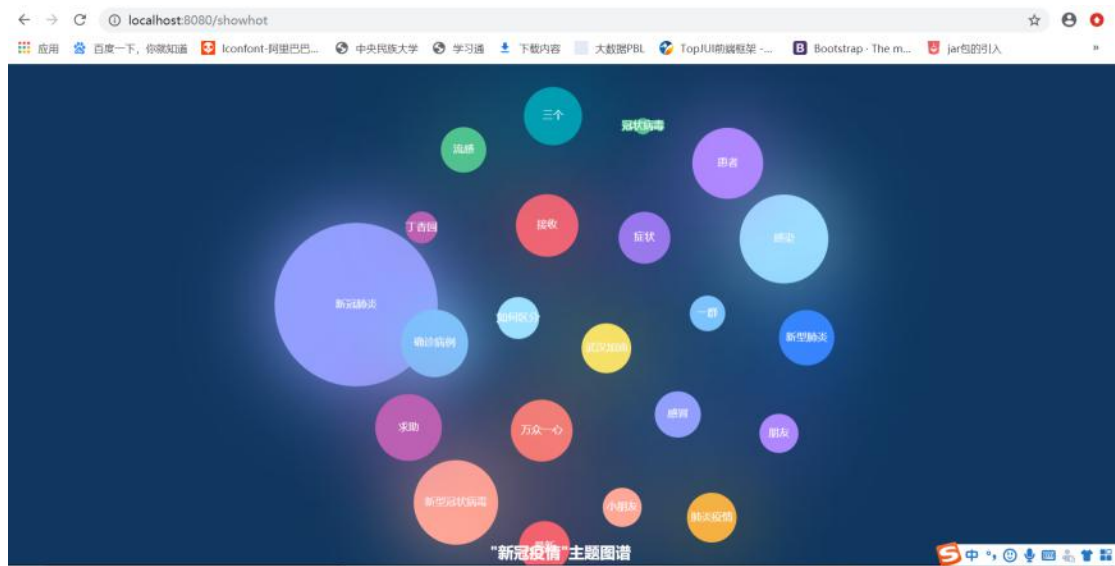 localhost:8080/showhot
应用 百度一下，你就知道 Iconfont-阿里巴巴... 中央民族大学 学习通 下载内容 大数据PBL TopJUI前端框架 -... Bootstrap · The m... jar包的引入 »
三个
冠状病毒
流感
患者
丁香园
接收
症状
感染
新冠肺炎
如何区分
一群
确诊病例
武汉加油
新型肺炎
求助
万众一心
感冒
朋友
新型冠状病毒
小朋友
肺炎疫情
最新
"新冠疫情"主题图谱
中